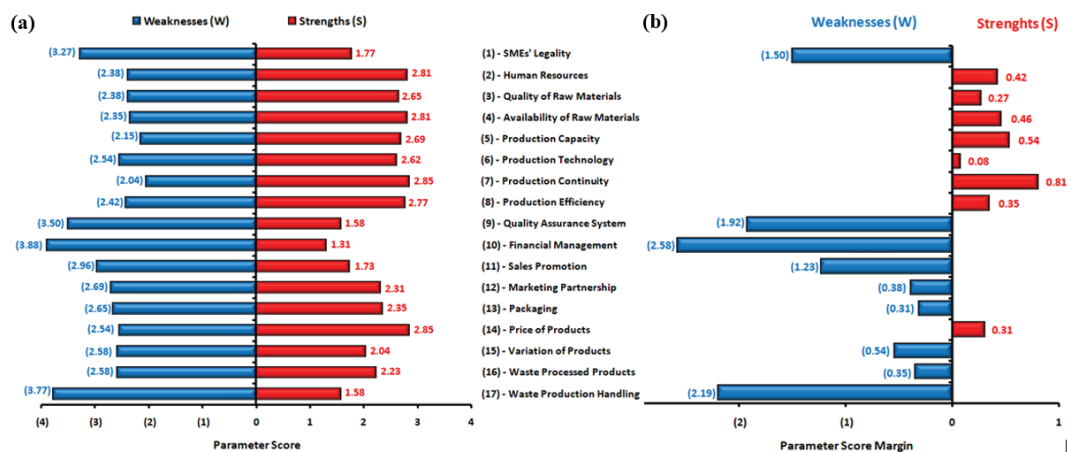 (a) Weaknesses (W) Strengths (S) (b) Weaknesses (W) Strenghts (S)
(3.27) 1.77 (1) - SMEs' Legality (1.50)
(2.38) 2.81 (2) - Human Resources 0.42
(2.38) 2.65 (3) - Quality of Raw Materials 0.27
(2.35) 2.81 (4) - Availability of Raw Materials 0.46
(2.15) 2.69 (5) - Production Capacity 0.54
(2.54) 2.62 (6) - Production Technology 0.08
(2.04) 2.85 (7) - Production Continuity 0.81
(2.42) 2.77 (8) - Production Efficiency 0.35
(3.50) 1.58 (9) - Quality Assurance System (1.92)
(3.88) 1.31 (10) - Financial Management (2.58)
(2.96) 1.73 (11) - Sales Promotion (1.23)
(2.69) 2.31 (12) - Marketing Partnership (0.38)
(2.65) 2.35 (13) - Packaging (0.31)
(2.54) 2.85 (14) - Price of Products 0.31
(2.58) 2.04 (15) - Variation of Products (0.54)
(2.58) 2.23 (16) - Waste Processed Products (0.35)
(3.77) 1.58 (17) - Waste Production Handling (2.19)
(4) (3) (2) (1) 0 1 2 3 4 (2) (1) 0 1
Parameter Score Parameter Score Margin